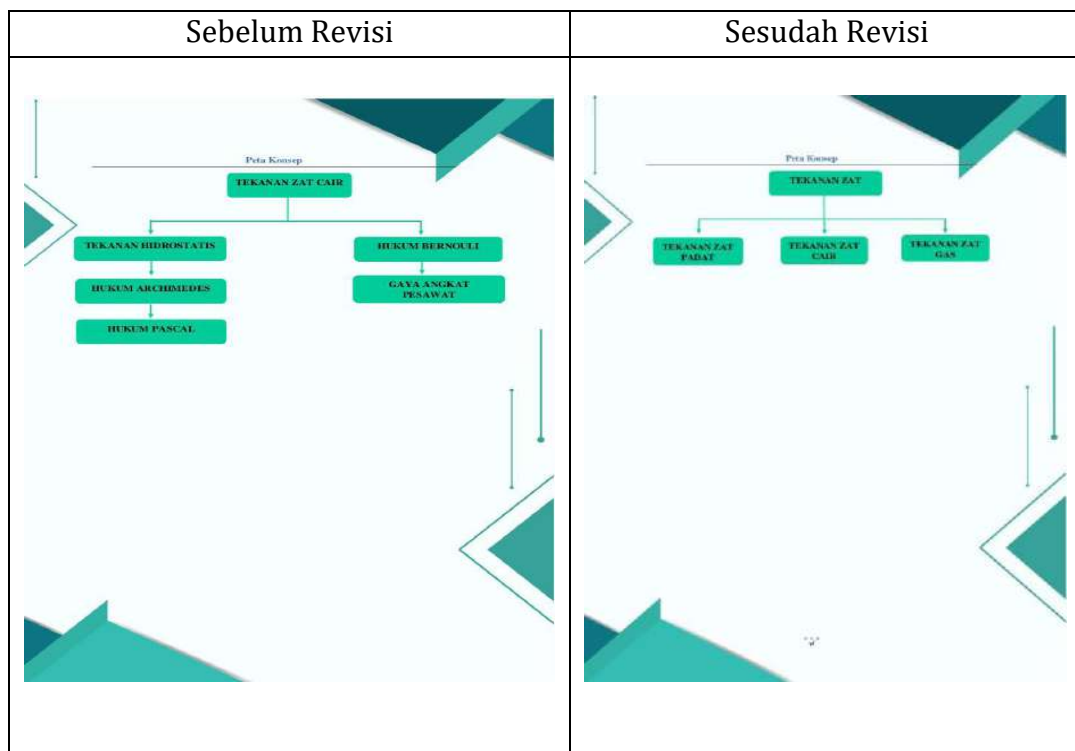 Sebelum Revisi
Sesudah Revisi
Peta Konsep
TEKANAN ZAT CAIR
TEKANAN HIDROSTATIS
HUKUM BERNOULI
HUKUM ARCHIMEDES
GAYA ANGKAT
PESAWAT
HUKUM PASCAL
Peta Konsep
TEKANAN ZAT
TEKANAN ZAT
PADAT
TEKANAN ZAT
CAIR
TEKANAN ZAT
GAS